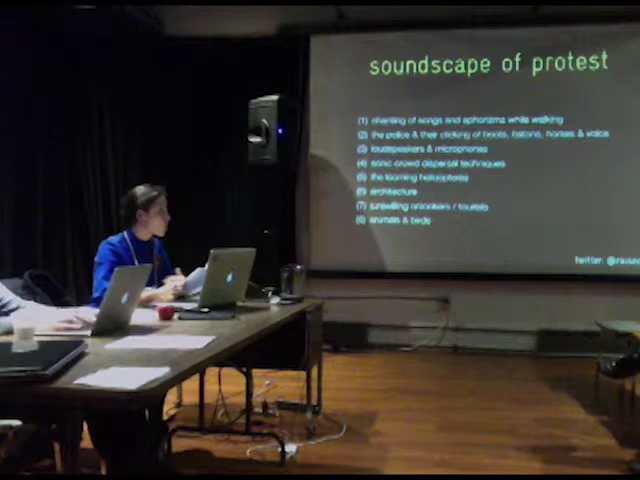 soundscape of protest
(1) chanting of songs and aphorisms while walking
(2) the police & their clicking of boots, batons, horses & voice
(3) loudspeakers & microphones
(4) sonic crowd dispersal techniques
(5) the looming helicopters
(6) architecture
(7) unwilling onlookers / tourists
(8) animals & birds
twitter: @